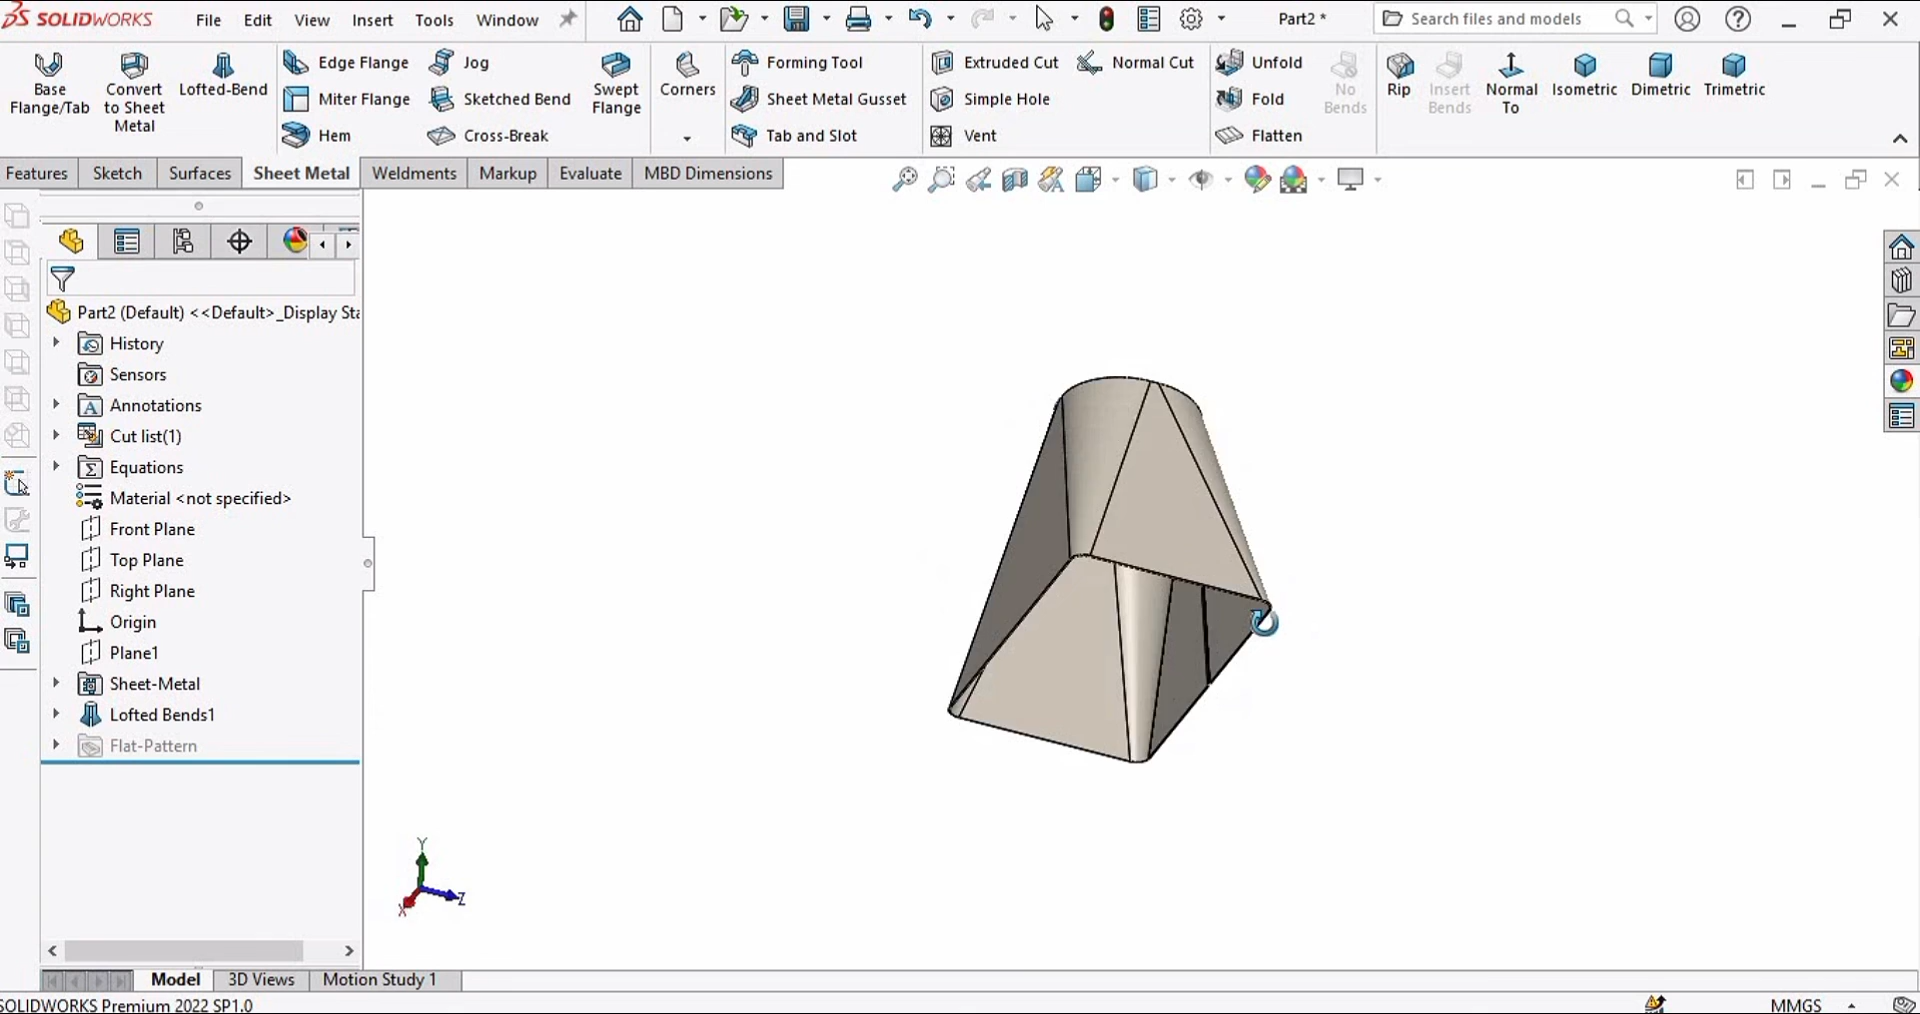 SOLIDWORKS File Edit View Insert Tools Window Part2 * Search files and models
Base Flange/Tab
Convert to Sheet Metal
Lofted-Bend
Edge Flange
Miter Flange
Hem
Jog
Sketched Bend
Cross-Break
Swept Flange
Corners
Forming Tool
Sheet Metal Gusset
Tab and Slot
Extruded Cut
Simple Hole
Vent
Normal Cut
Unfold
Fold
Flatten
No Bends
Rip
Insert Bends
Normal To
Isometric
Dimetric
Trimetric
Features Sketch Surfaces Sheet Metal Weldments Markup Evaluate MBD Dimensions
Part2 (Default) <<Default>_Display Sta
History
Sensors
Annotations
Cut list(1)
Equations
Material <not specified>
Front Plane
Top Plane
Right Plane
Origin
Plane1
Sheet-Metal
Lofted Bends1
Flat-Pattern
Y
Z
X
Model 3D Views Motion Study 1
SOLIDWORKS Premium 2022 SP1.0 MMGS